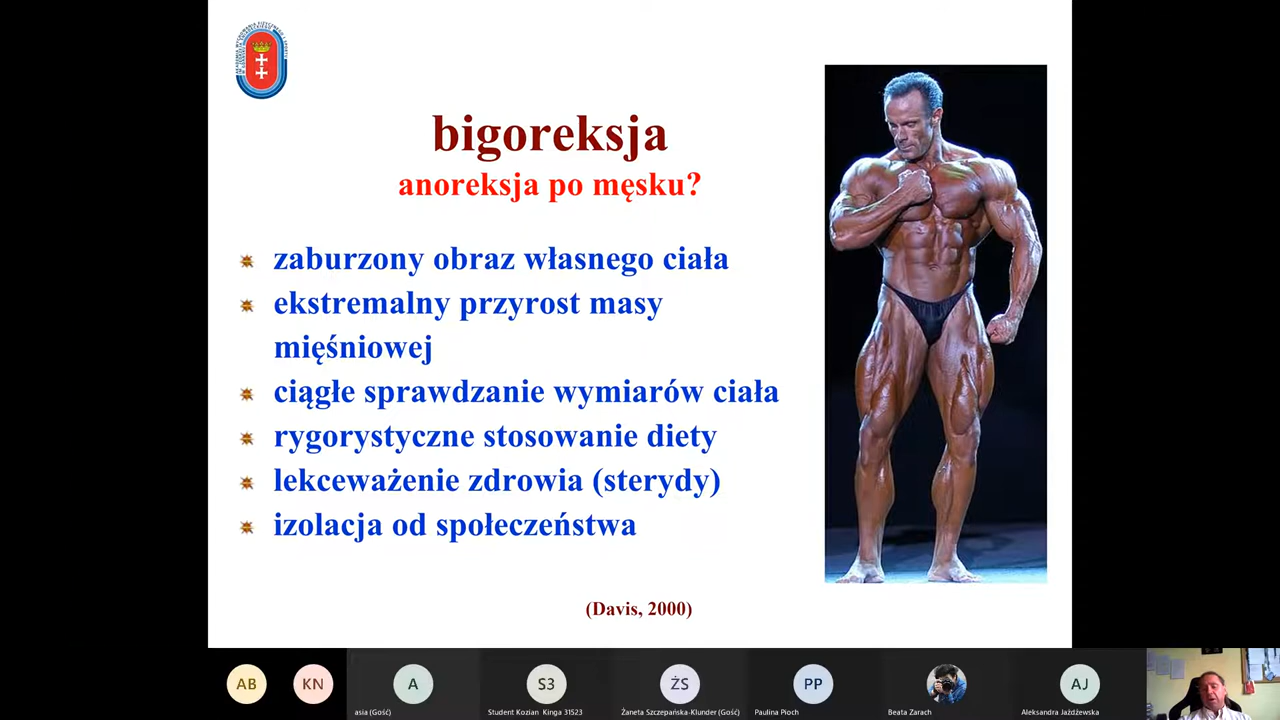 bigoreksja
anoreksja po męsku?
zaburzony obraz własnego ciała
ekstremalny przyrost masy
mięśniowej
ciągłe sprawdzanie wymiarów ciała
rygorystyczne stosowanie diety
lekceważenie zdrowia (sterydy)
izolacja od społeczeństwa
(Davis, 2000)
AB
KN
A
S3
ŻS
PP
AJ
asia (Gość)
Student Kozian Kinga 31523
Żaneta Szczepańska-Klunder (Gość)
Paulina Pioch
Beata Zarach
Aleksandra Jażdżewska